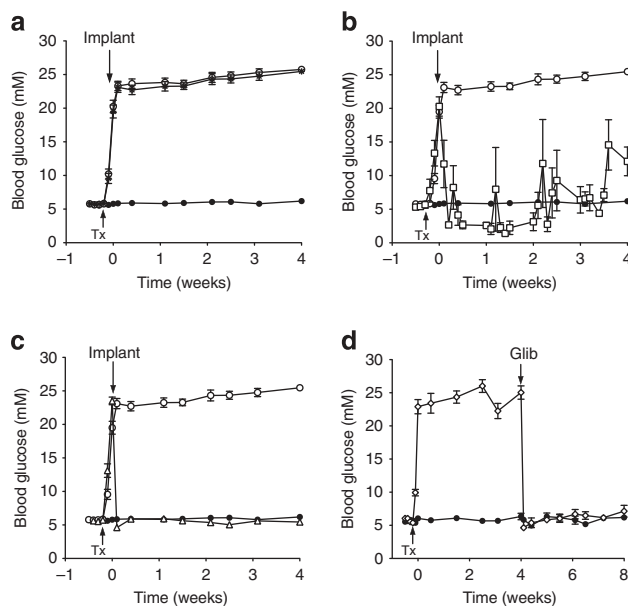 a
Implant
Blood glucose (mM)
30
25
20
15
10
5
0
Tx
–1 0 1 2 3 4
Time (weeks)
b
Implant
Blood glucose (mM)
30
25
20
15
10
5
0
Tx
–1 0 1 2 3 4
Time (weeks)
c
Implant
Blood glucose (mM)
30
25
20
15
10
5
0
Tx
–1 0 1 2 3 4
Time (weeks)
d
Glib
Blood glucose (mM)
30
25
20
15
10
5
0
Tx
0 2 4 6 8
Time (weeks)